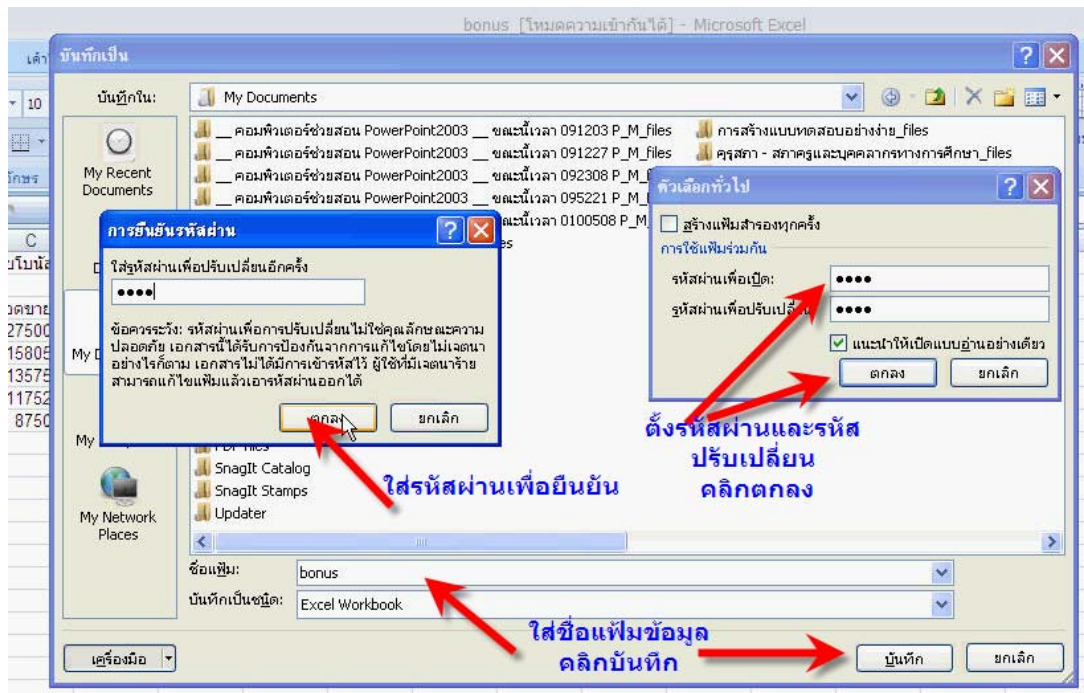 bonus [โหมดความเข้ากันได้] - Microsoft Excel
บันทึกเป็น
บันทึกใน:
My Documents
10
My Recent
Documents
__ คอมพิวเตอร์ช่วยสอน PowerPoint2003 __ ขณะนี้เวลา 091203 P_M_files
__ คอมพิวเตอร์ช่วยสอน PowerPoint2003 __ ขณะนี้เวลา 091227 P_M_files
__ คอมพิวเตอร์ช่วยสอน PowerPoint2003 __ ขณะนี้เวลา 092308 P_M_f
__ คอมพิวเตอร์ช่วยสอน PowerPoint2003 __ ขณะนี้เวลา 095221 P_M_f
ขณะนี้เวลา 0100508 P_M_
es
การสร้างแบบทดสอบอย่างง่าย_files
คุรุสภา - สภาครูและบุคคลากรทางการศึกษา_files
ตัวเลือกทั่วไป
สร้างแฟ้มสำรองทุกครั้ง
การใช้แฟ้มร่วมกัน
รหัสผ่านเพื่อเปิด:
รหัสผ่านเพื่อปรับเปลี่ยน
แนะนำให้เปิดแบบอ่านอย่างเดียว
ตกลง
ยกเลิก
การยืนยันรหัสผ่าน
ใส่รหัสผ่านเพื่อปรับเปลี่ยนอีกครั้ง
ข้อควรระวัง: รหัสผ่านเพื่อการปรับเปลี่ยนไม่ใช่คุณลักษณะความ
ปลอดภัย เอกสารนี้ได้รับการป้องกันจากการแก้ไขโดยไม่เจตนา
อย่างไรก็ตาม เอกสารไม่ได้มีการเข้ารหัสไว้ ผู้ใช้ที่มีเจตนาร้าย
สามารถแก้ไขแฟ้มแล้วเอารหัสผ่านออกได้
ตกลง
ยกเลิก
C
27500
15805
13575
11752
8750
ตั้งรหัสผ่านและรหัส
ปรับเปลี่ยน
คลิกตกลง
ใส่รหัสผ่านเพื่อยืนยัน
My
PDF files
SnagIt Catalog
SnagIt Stamps
Updater
My Network
Places
ชื่อแฟ้ม:
bonus
บันทึกเป็นชนิด:
Excel Workbook
ใส่ชื่อแฟ้มข้อมูล
คลิกบันทึก
เครื่องมือ
บันทึก
ยกเลิก